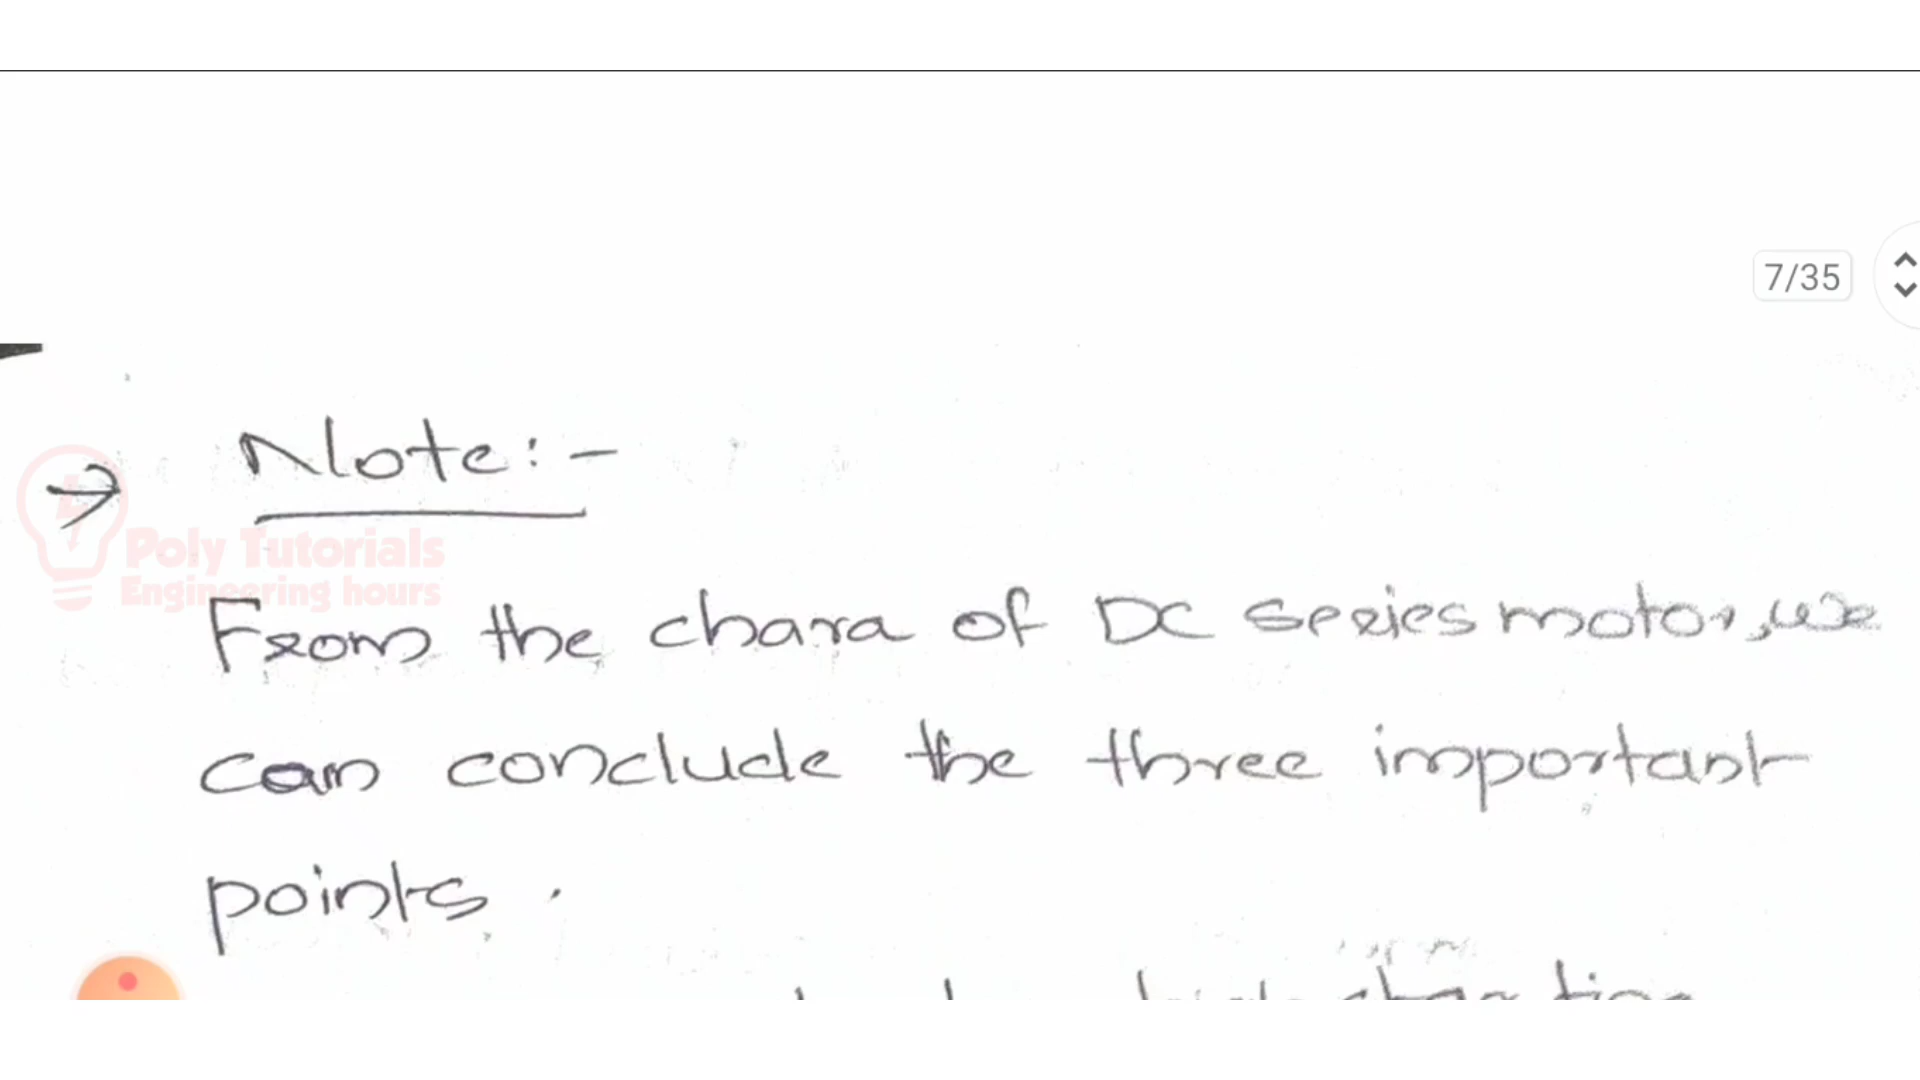 7/35
→ Note:-
Poly Tutorials
Engineering hours
From the chara of DC series motor, we
can conclude the three important
points.